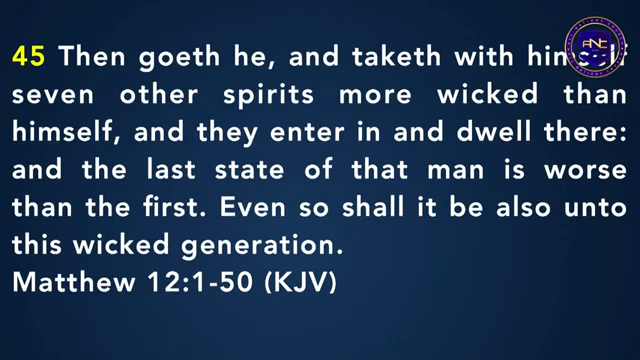 45 Then goeth he, and taketh with himself
seven other spirits more wicked than
himself, and they enter in and dwell there:
and the last state of that man is worse
than the first. Even so shall it be also unto
this wicked generation.
Matthew 12:1-50 (KJV)